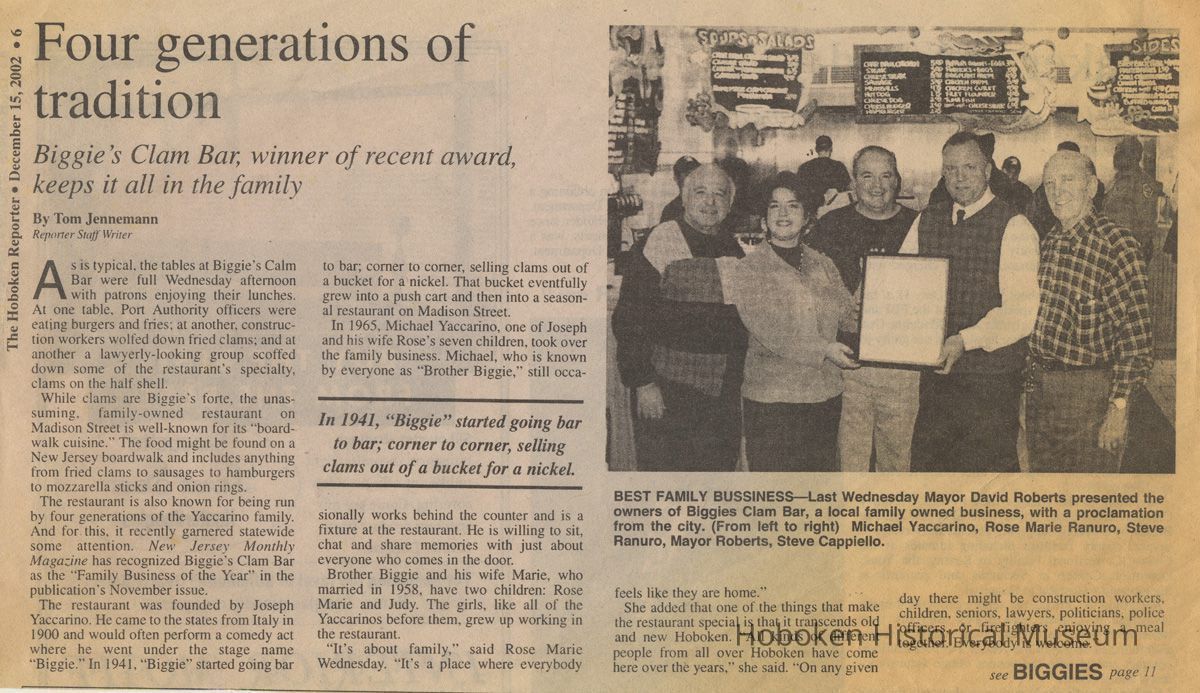 The Hoboken Reporter • December 15, 2002 • 6
Four generations of
tradition
Biggie's Clam Bar, winner of recent award,
keeps it all in the family
By Tom Jennemann
Reporter Staff Writer
As is typical, the tables at Biggie's Calm
Bar were full Wednesday afternoon
with patrons enjoying their lunches.
At one table, Port Authority officers were
eating burgers and fries; at another, construc-
tion workers wolfed down fried clams; and at
another a lawyerly-looking group scoffed
down some of the restaurant's specialty,
clams on the half shell.
While clams are Biggie's forte, the unas-
suming, family-owned restaurant on
Madison Street is well-known for its "board-
walk cuisine." The food might be found on a
New Jersey boardwalk and includes anything
from fried clams to sausages to hamburgers
to mozzarella sticks and onion rings.
The restaurant is also known for being run
by four generations of the Yaccarino family.
And for this, it recently garnered statewide
some attention. New Jersey Monthly
Magazine has recognized Biggie's Clam Bar
as the "Family Business of the Year" in the
publication's November issue.
The restaurant was founded by Joseph
Yaccarino. He came to the states from Italy in
1900 and would often perform a comedy act
where he went under the stage name
"Biggie." In 1941, "Biggie" started going bar
to bar; corner to corner, selling clams out of
a bucket for a nickel. That bucket eventfully
grew into a push cart and then into a season-
al restaurant on Madison Street.
In 1965, Michael Yaccarino, one of Joseph
and his wife Rose's seven children, took over
the family business. Michael, who is known
by everyone as "Brother Biggie," still occa-
In 1941, "Biggie" started going bar
to bar; corner to corner, selling
clams out of a bucket for a nickel.
sionally works behind the counter and is a
fixture at the restaurant. He is willing to sit,
chat and share memories with just about
everyone who comes in the door.
Brother Biggie and his wife Marie, who
married in 1958, have two children: Rose
Marie and Judy. The girls, like all of the
Yaccarinos before them, grew up working in
the restaurant.
"It's about family," said Rose Marie
Wednesday. "It's a place where everybody
SOUPS & SALADS
SIDES
BEST FAMILY BUSSINESS—Last Wednesday Mayor David Roberts presented the
owners of Biggies Clam Bar, a local family owned business, with a proclamation
from the city. (From left to right) Michael Yaccarino, Rose Marie Ranuro, Steve
Ranuro, Mayor Roberts, Steve Cappiello.
feels like they are home."
She added that one of the things that make
the restaurant special is that it transcends old
and new Hoboken. "All kinds of different
people from all over Hoboken have come
here over the years," she said. "On any given
day there might be construction workers,
children, seniors, lawyers, politicians, police
officers, or firefighters enjoying a meal
together. Everybody is welcome.
see BIGGIES page 11
Hoboken Historical Museum